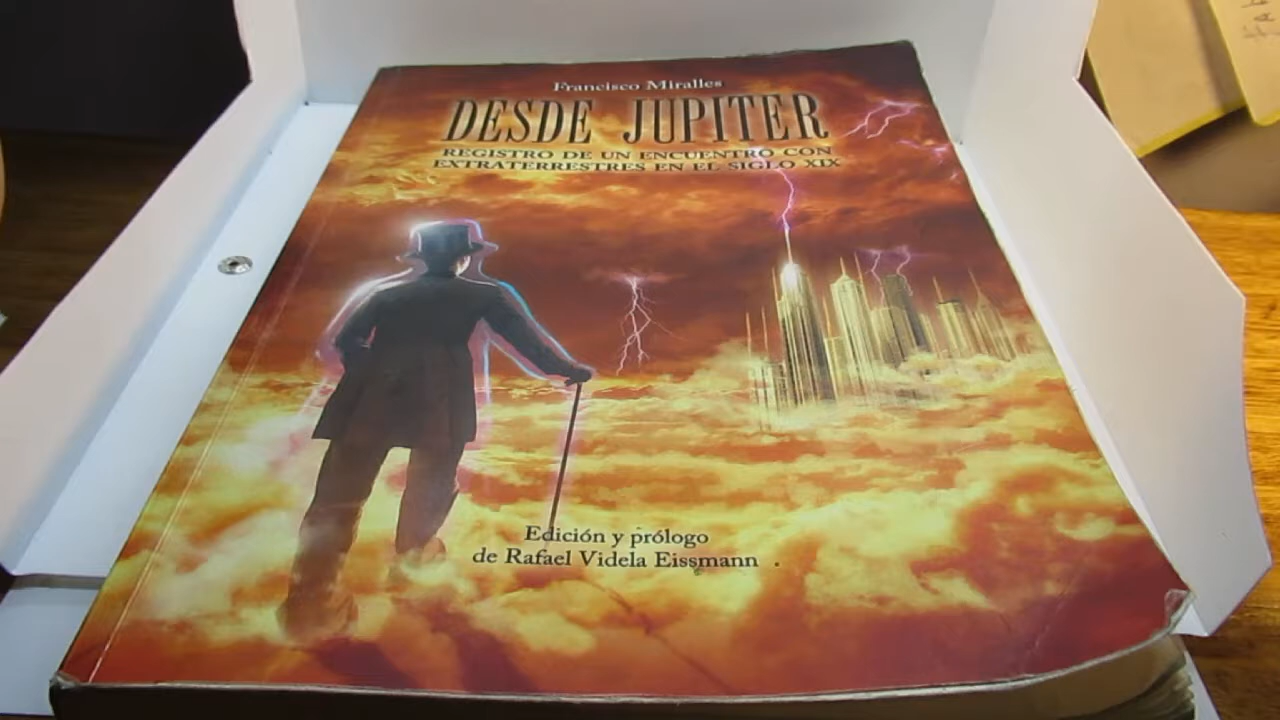 Francisco Miralles
DESDE JUPITER
REGISTRO DE UN ENCUENTRO CON
EXTRATERRESTRES EN EL SIGLO XIX
Edición y prólogo
de Rafael Videla Eissmann